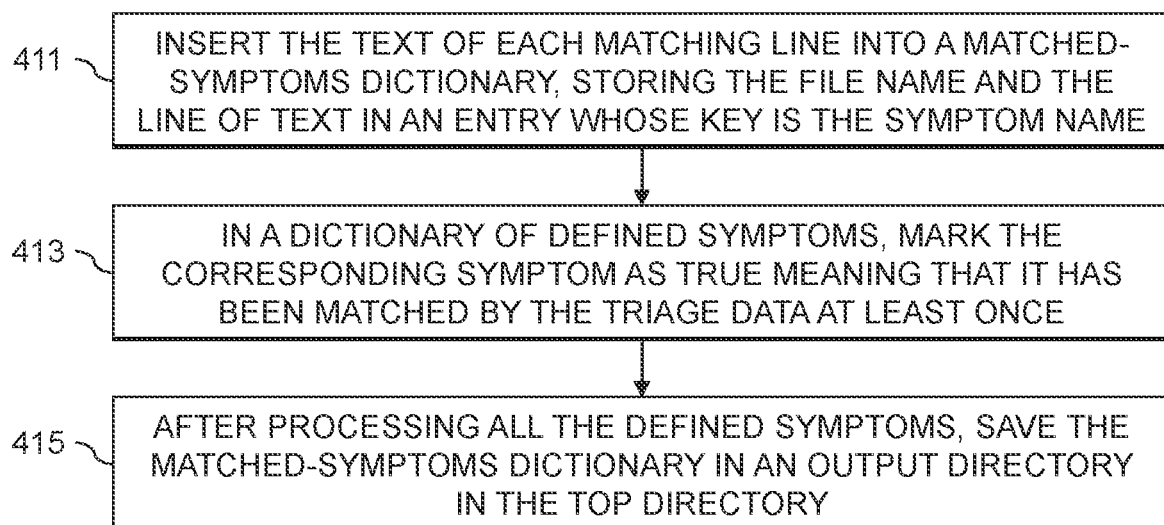 411
INSERT THE TEXT OF EACH MATCHING LINE INTO A MATCHED-
SYMPTOMS DICTIONARY, STORING THE FILE NAME AND THE
LINE OF TEXT IN AN ENTRY WHOSE KEY IS THE SYMPTOM NAME
413
IN A DICTIONARY OF DEFINED SYMPTOMS, MARK THE
CORRESPONDING SYMPTOM AS TRUE MEANING THAT IT HAS
BEEN MATCHED BY THE TRIAGE DATA AT LEAST ONCE
415
AFTER PROCESSING ALL THE DEFINED SYMPTOMS, SAVE THE
MATCHED-SYMPTOMS DICTIONARY IN AN OUTPUT DIRECTORY
IN THE TOP DIRECTORY